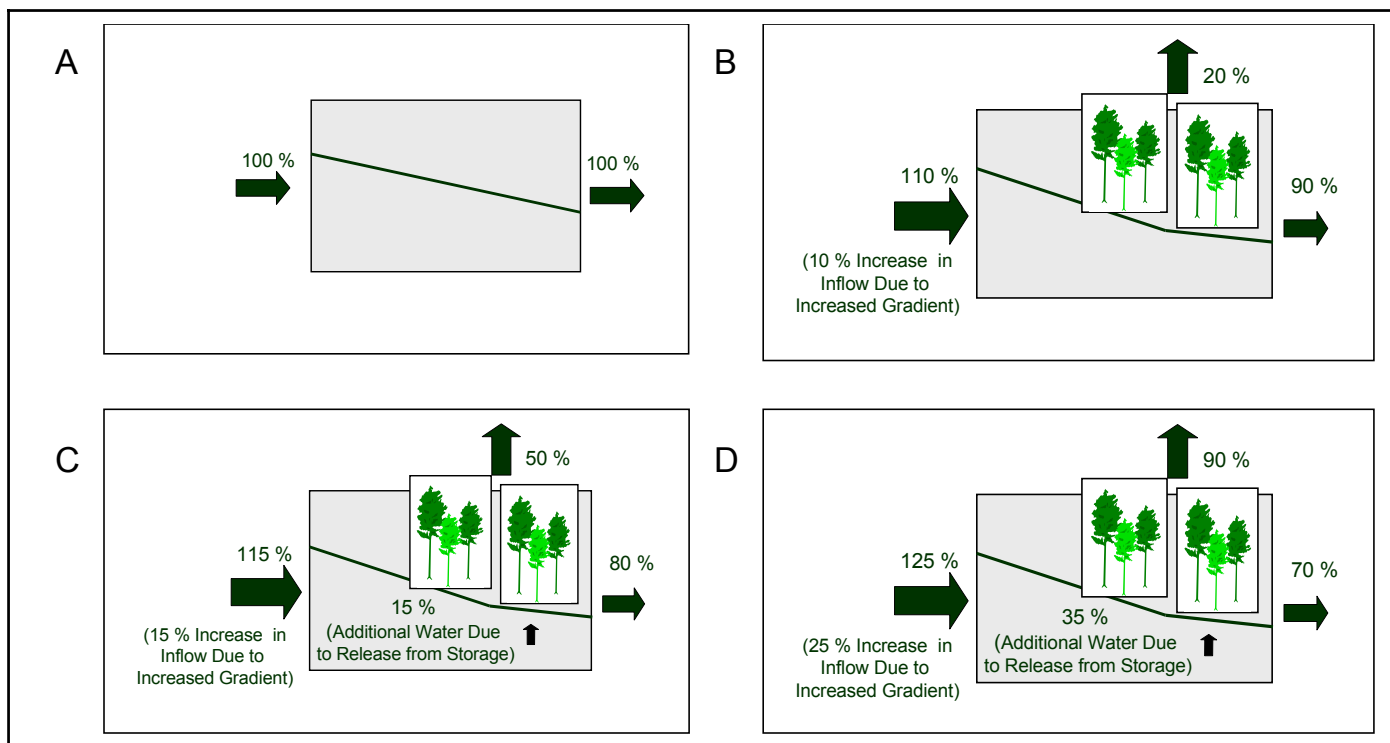 A
100 %
100 %
B
20 %
110 %
90 %
(10 % Increase in
Inflow Due to
Increased Gradient)
C
50 %
115 %
80 %
15 %
(Additional Water Due
to Release from Storage)
(15 % Increase in
Inflow Due to
Increased Gradient)
D
90 %
125 %
70 %
35 %
(Additional Water Due
to Release from Storage)
(25 % Increase in
Inflow Due to
Increased Gradient)